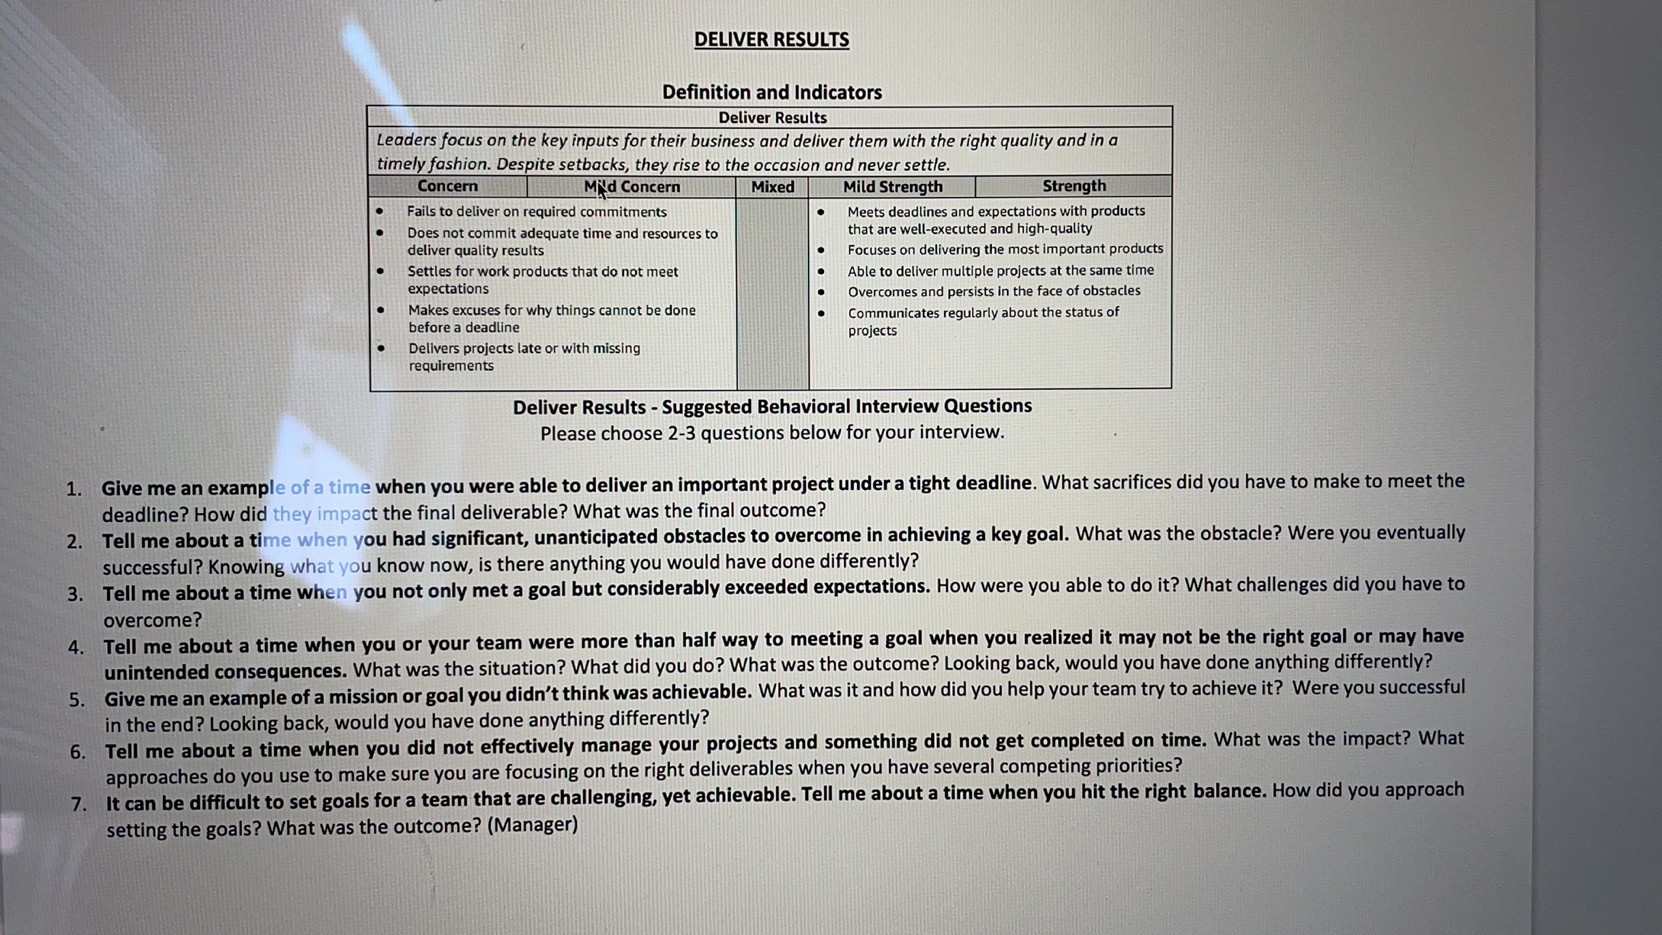 DELIVER RESULTS
Definition and Indicators
Deliver Results
Leaders focus on the key inputs for their business and deliver them with the right quality and in a
timely fashion. Despite setbacks, they rise to the occasion and never settle.
Concern Mild Concern Mixed Mild Strength Strength
• Fails to deliver on required commitments
• Does not commit adequate time and resources to
deliver quality results
• Settles for work products that do not meet
expectations
• Makes excuses for why things cannot be done
before a deadline
• Delivers projects late or with missing
requirements
• Meets deadlines and expectations with products
that are well-executed and high-quality
• Focuses on delivering the most important products
• Able to deliver multiple projects at the same time
• Overcomes and persists in the face of obstacles
• Communicates regularly about the status of
projects
Deliver Results - Suggested Behavioral Interview Questions
Please choose 2-3 questions below for your interview.
1. Give me an example of a time when you were able to deliver an important project under a tight deadline. What sacrifices did you have to make to meet the
deadline? How did they impact the final deliverable? What was the final outcome?
2. Tell me about a time when you had significant, unanticipated obstacles to overcome in achieving a key goal. What was the obstacle? Were you eventually
successful? Knowing what you know now, is there anything you would have done differently?
3. Tell me about a time when you not only met a goal but considerably exceeded expectations. How were you able to do it? What challenges did you have to
overcome?
4. Tell me about a time when you or your team were more than half way to meeting a goal when you realized it may not be the right goal or may have
unintended consequences. What was the situation? What did you do? What was the outcome? Looking back, would you have done anything differently?
5. Give me an example of a mission or goal you didn't think was achievable. What was it and how did you help your team try to achieve it? Were you successful
in the end? Looking back, would you have done anything differently?
6. Tell me about a time when you did not effectively manage your projects and something did not get completed on time. What was the impact? What
approaches do you use to make sure you are focusing on the right deliverables when you have several competing priorities?
7. It can be difficult to set goals for a team that are challenging, yet achievable. Tell me about a time when you hit the right balance. How did you approach
setting the goals? What was the outcome? (Manager)